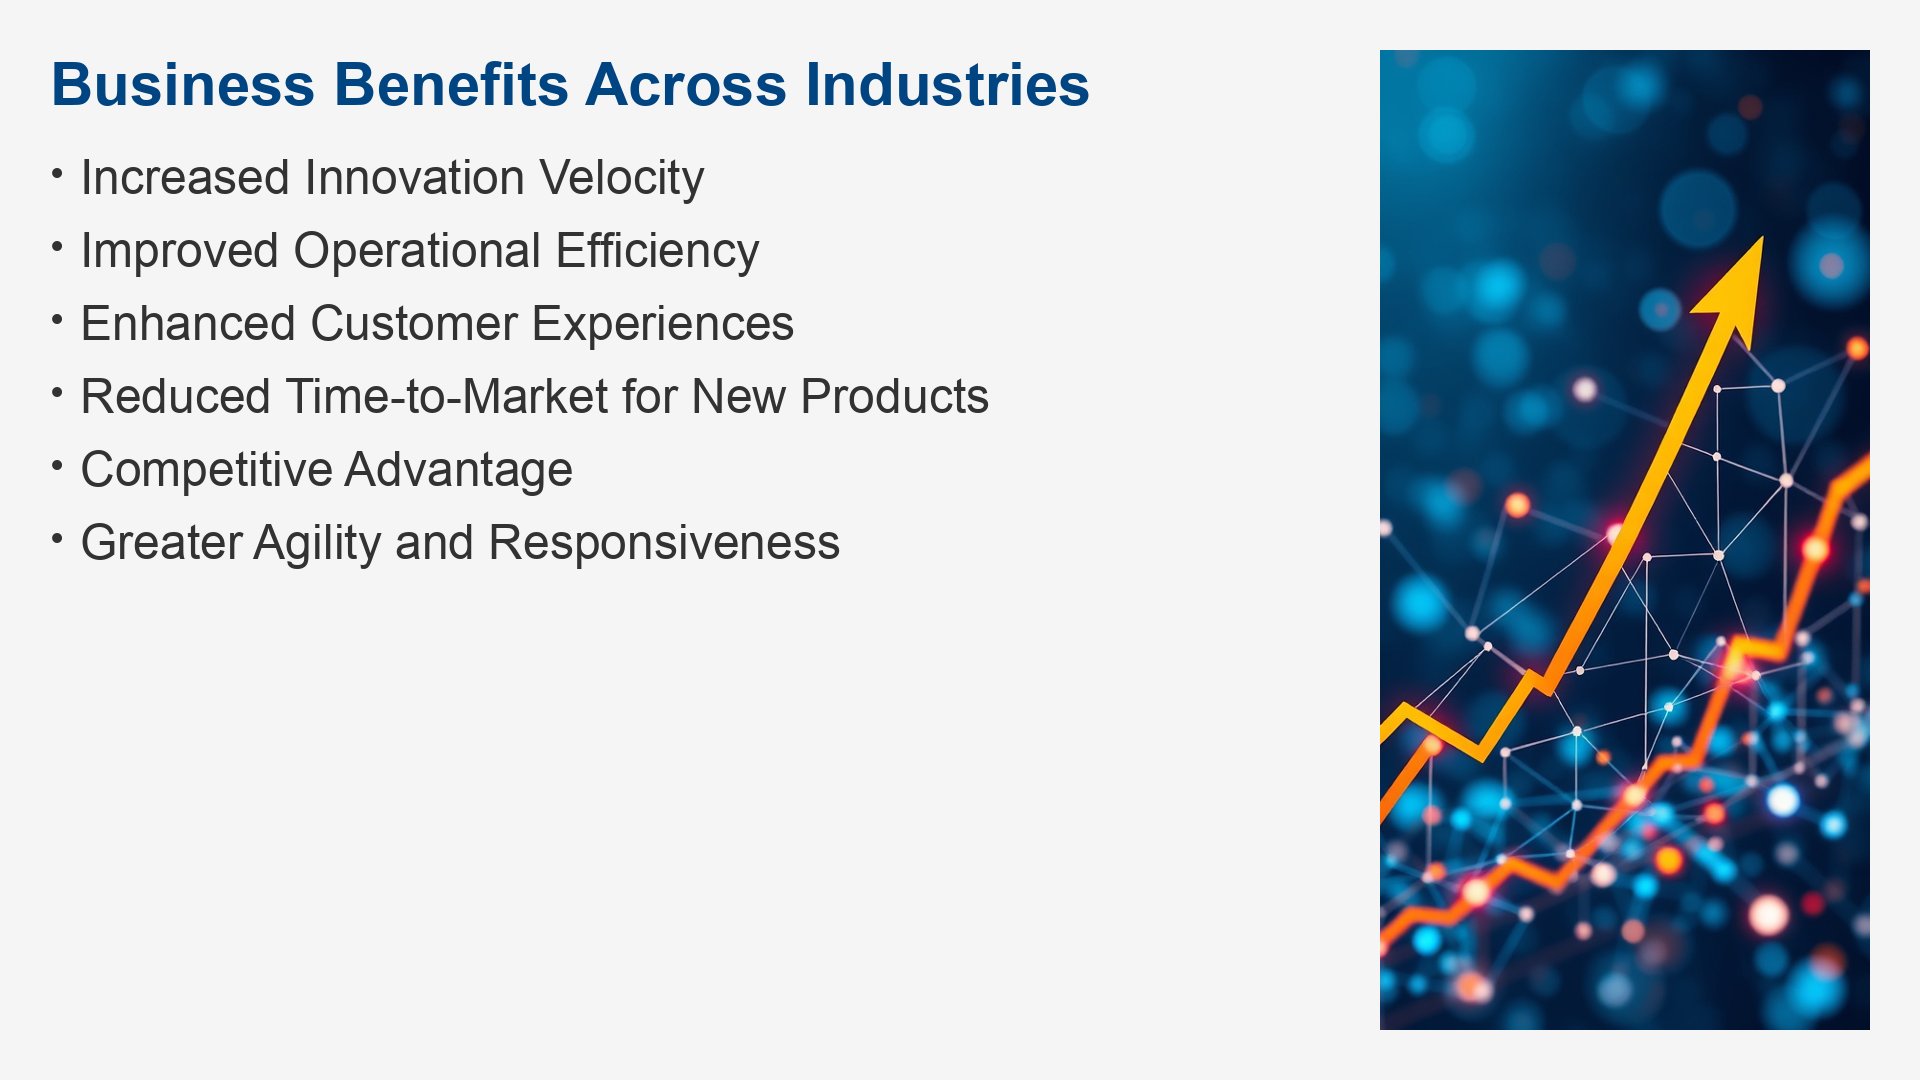 Business Benefits Across Industries
• Increased Innovation Velocity
• Improved Operational Efficiency
• Enhanced Customer Experiences
• Reduced Time-to-Market for New Products
• Competitive Advantage
• Greater Agility and Responsiveness